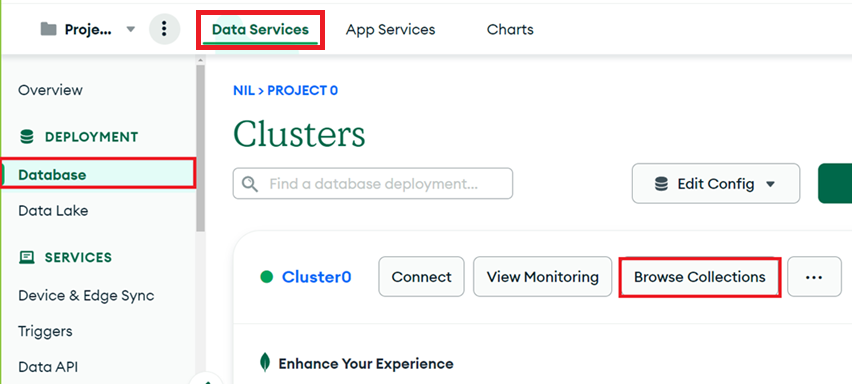 Proje...
Data Services
App Services
Charts
Overview
DEPLOYMENT
Database
Data Lake
SERVICES
Device & Edge Sync
Triggers
Data API
NIL > PROJECT 0
Clusters
Find a database deployment...
Edit Config
Cluster0
Connect
View Monitoring
Browse Collections
...
Enhance Your Experience